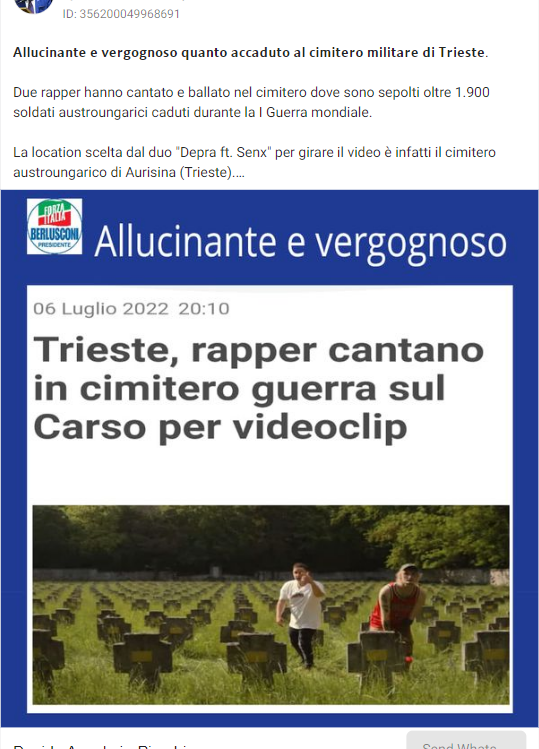 ID: 356200049968691
Allucinante e vergognoso quanto accaduto al cimitero militare di Trieste.
Due rapper hanno cantato e ballato nel cimitero dove sono sepolti oltre 1.900
soldati austroungarici caduti durante la I Guerra mondiale.
La location scelta dal duo "Depra ft. Senx" per girare il video è infatti il cimitero
austroungarico di Aurisina (Trieste)....
FORZA
ITALIA
BERLUSCONI
PRESIDENTE
Allucinante e vergognoso
06 Luglio 2022 20:10
Trieste, rapper cantano
in cimitero guerra sul
Carso per videoclip
Send Whats...